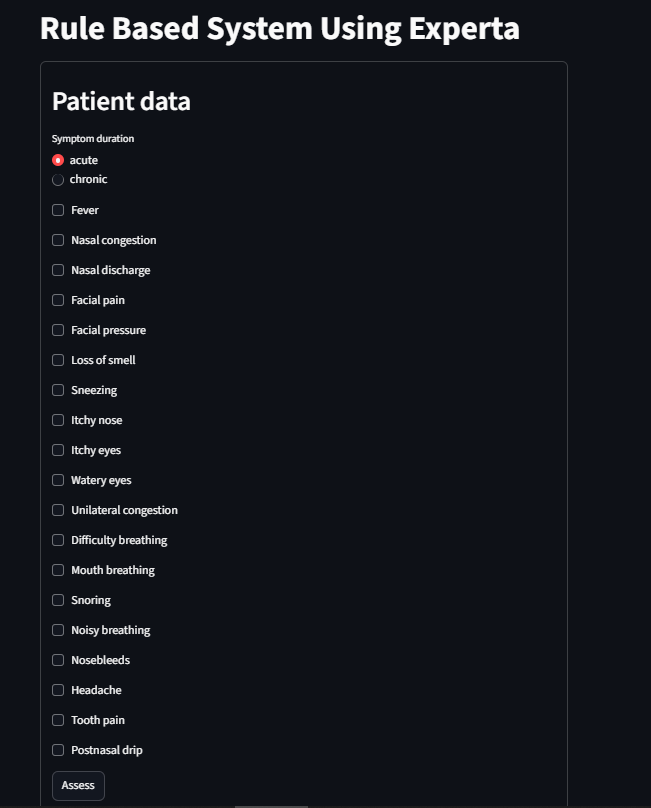 Rule Based System Using Experta
Patient data
Symptom duration
acute
chronic
Fever
Nasal congestion
Nasal discharge
Facial pain
Facial pressure
Loss of smell
Sneezing
Itchy nose
Itchy eyes
Watery eyes
Unilateral congestion
Difficulty breathing
Mouth breathing
Snoring
Noisy breathing
Nosebleeds
Headache
Tooth pain
Postnasal drip
Assess